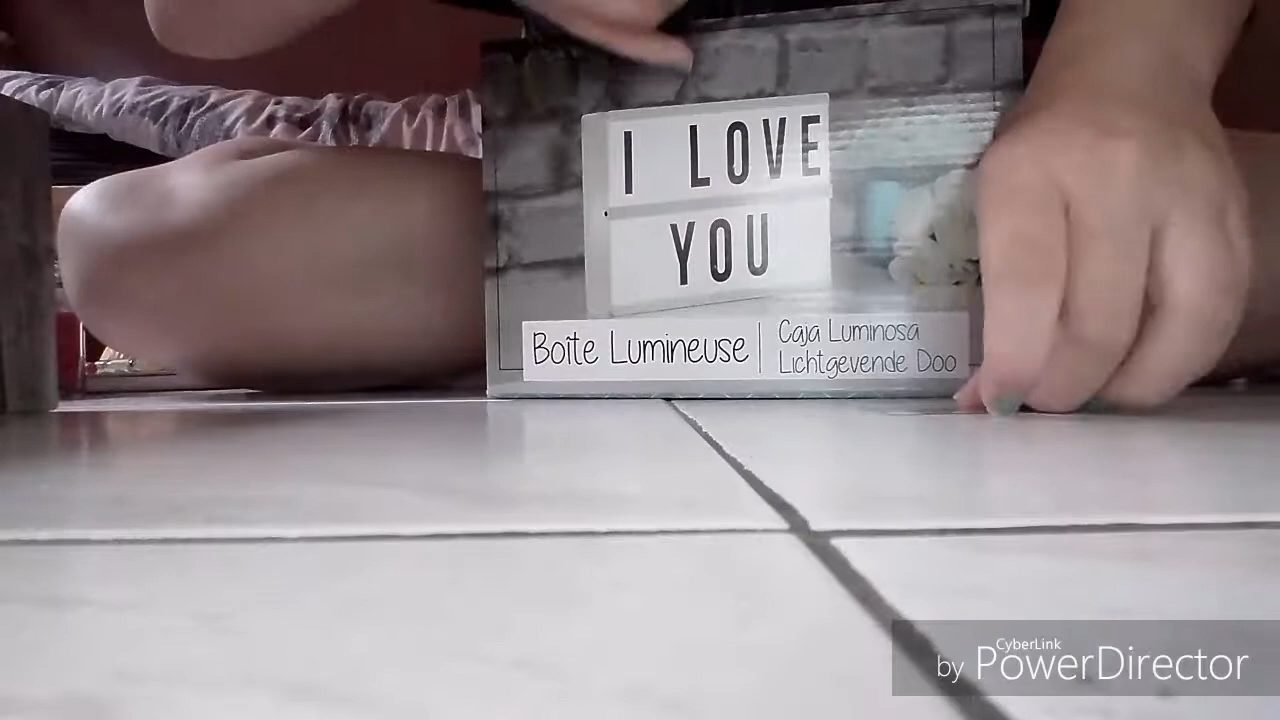 I LOVE
YOU
Boîte Lumineuse
Caja Luminosa
Lichtgevende Doo
CyberLink
by PowerDirector